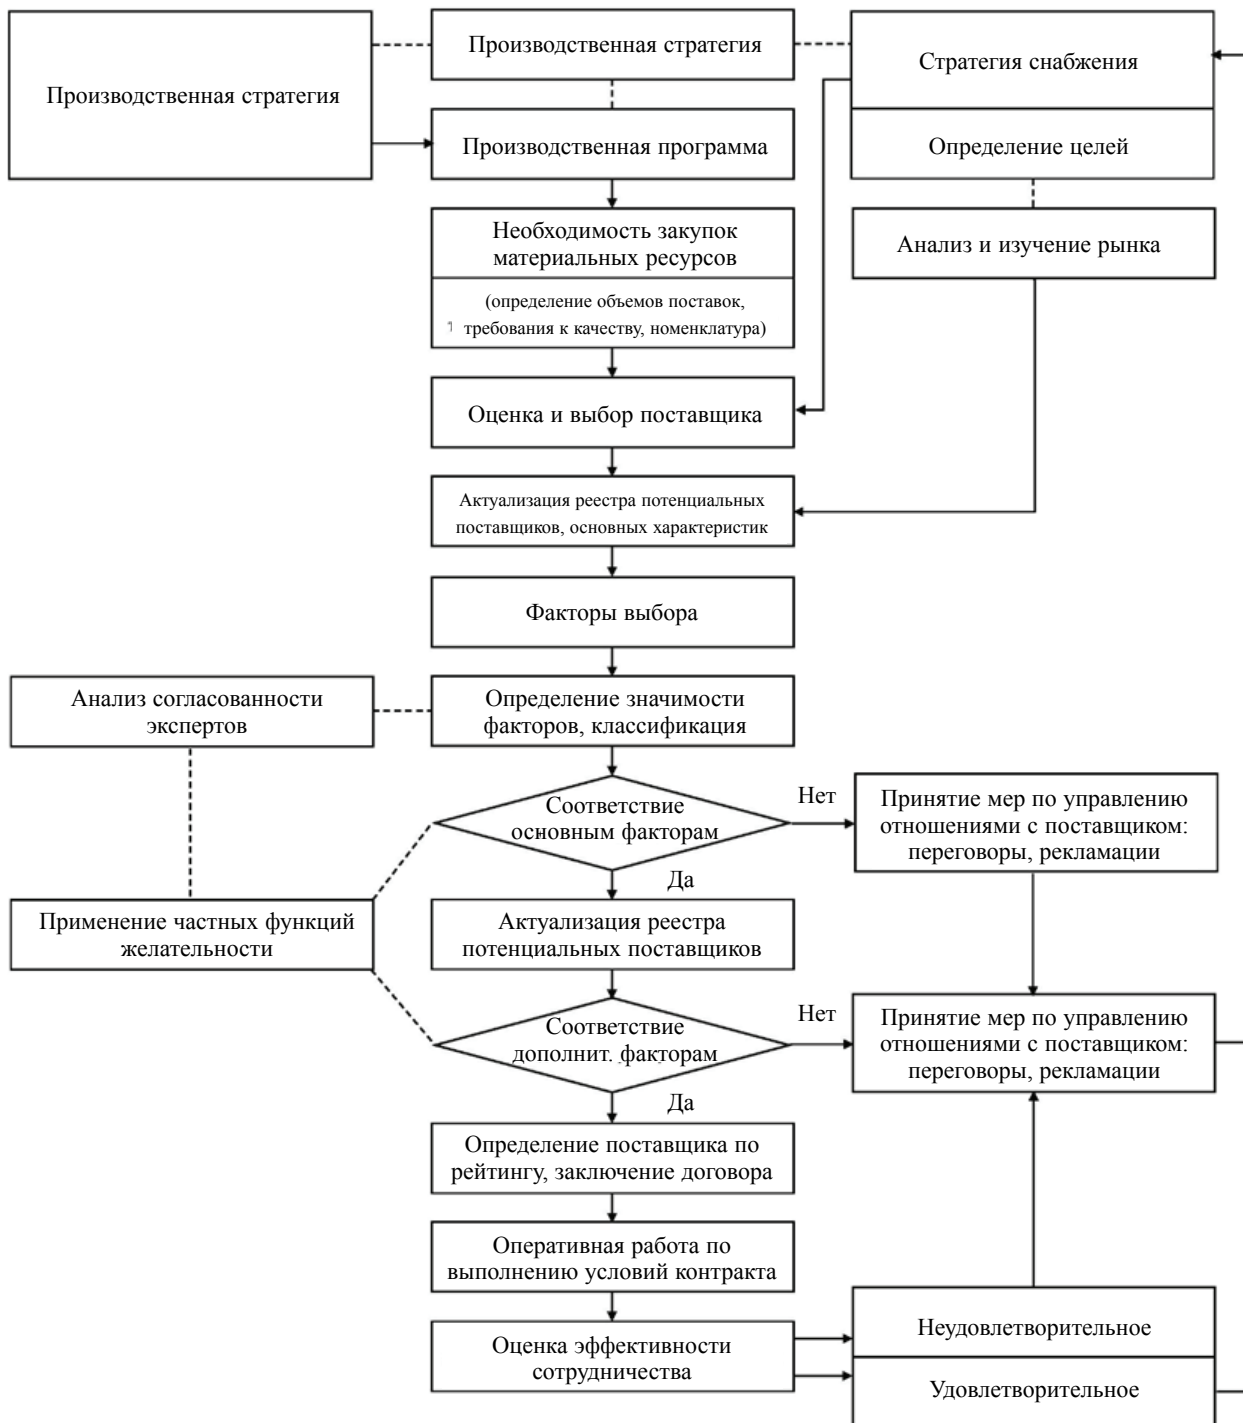 Производственная стратегия
Производственная стратегия
Стратегия снабжения
Определение целей
Производственная программа
Необходимость закупок
материальных ресурсов
(определение объемов поставок,
требования к качеству, номенклатура)
Анализ и изучение рынка
Оценка и выбор поставщика
Актуализация реестра потенциальных
поставщиков, основных характеристик
Факторы выбора
Анализ согласованности
экспертов
Определение значимости
факторов, классификация
Соответствие
основным факторам
Нет
Принятие мер по управлению
отношениями с поставщиком:
переговоры, рекламации
Да
Применение частных функций
желательности
Актуализация реестра
потенциальных поставщиков
Соответствие
дополнит. факторам
Нет
Принятие мер по управлению
отношениями с поставщиком:
переговоры, рекламации
Да
Определение поставщика по
рейтингу, заключение договора
Оперативная работа по
выполнению условий контракта
Оценка эффективности
сотрудничества
Неудовлетворительное
Удовлетворительное